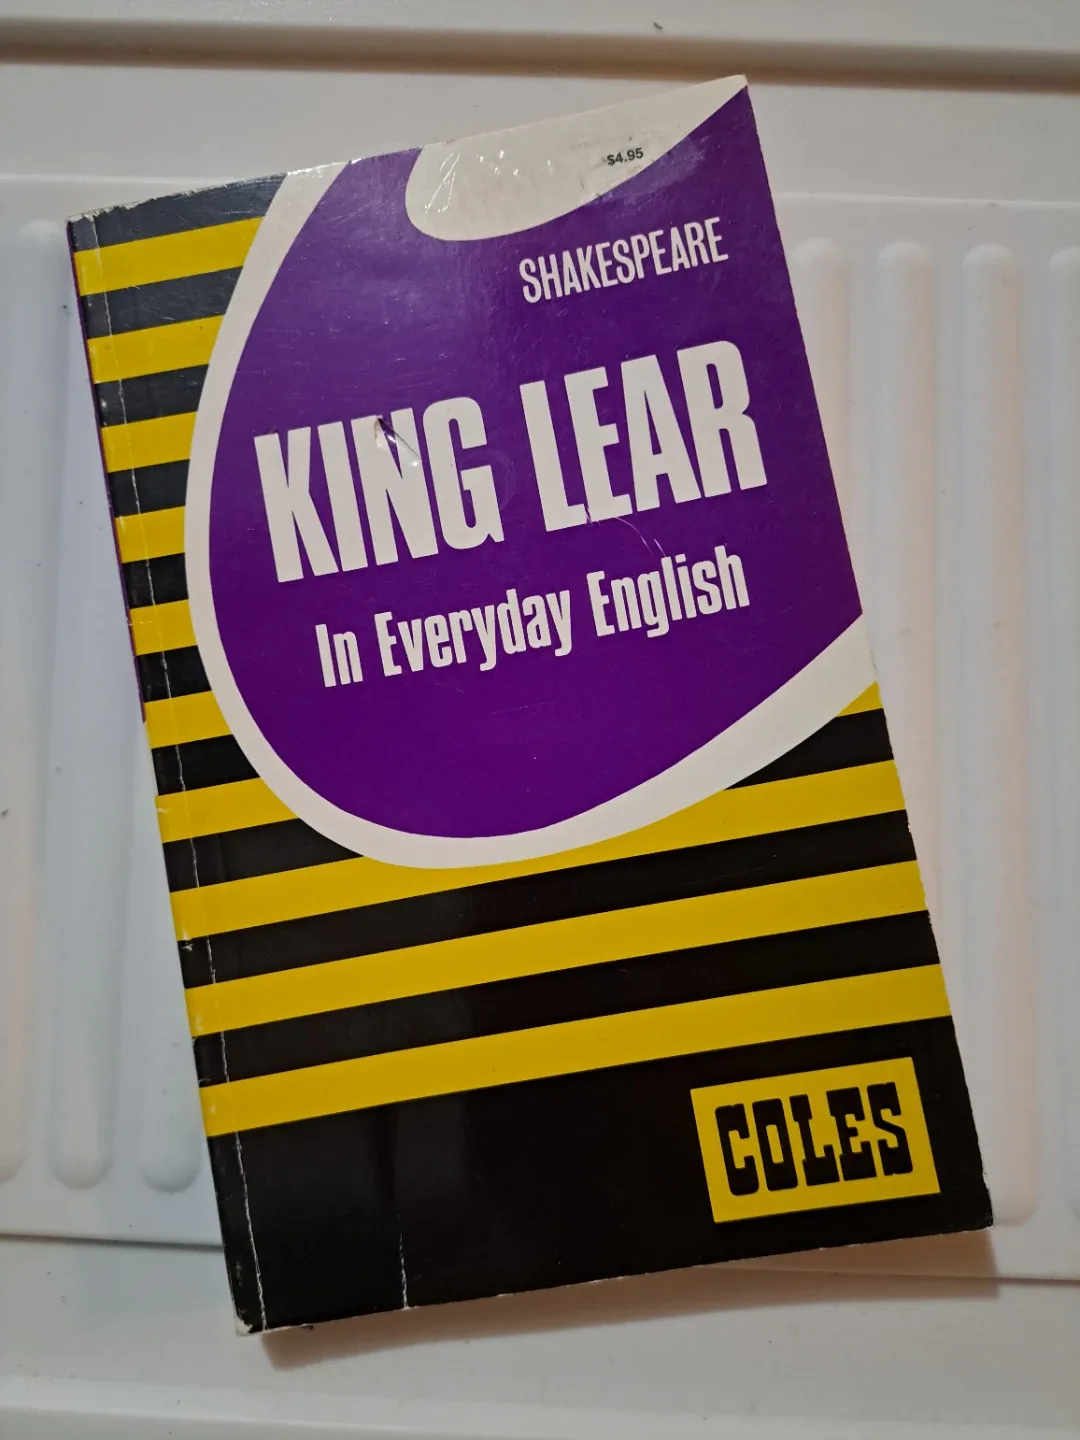 $4.95
SHAKESPEARE
KING LEAR
In Everyday English
COLES